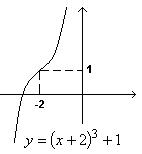 1
-2
y = (x + 2)³ + 1